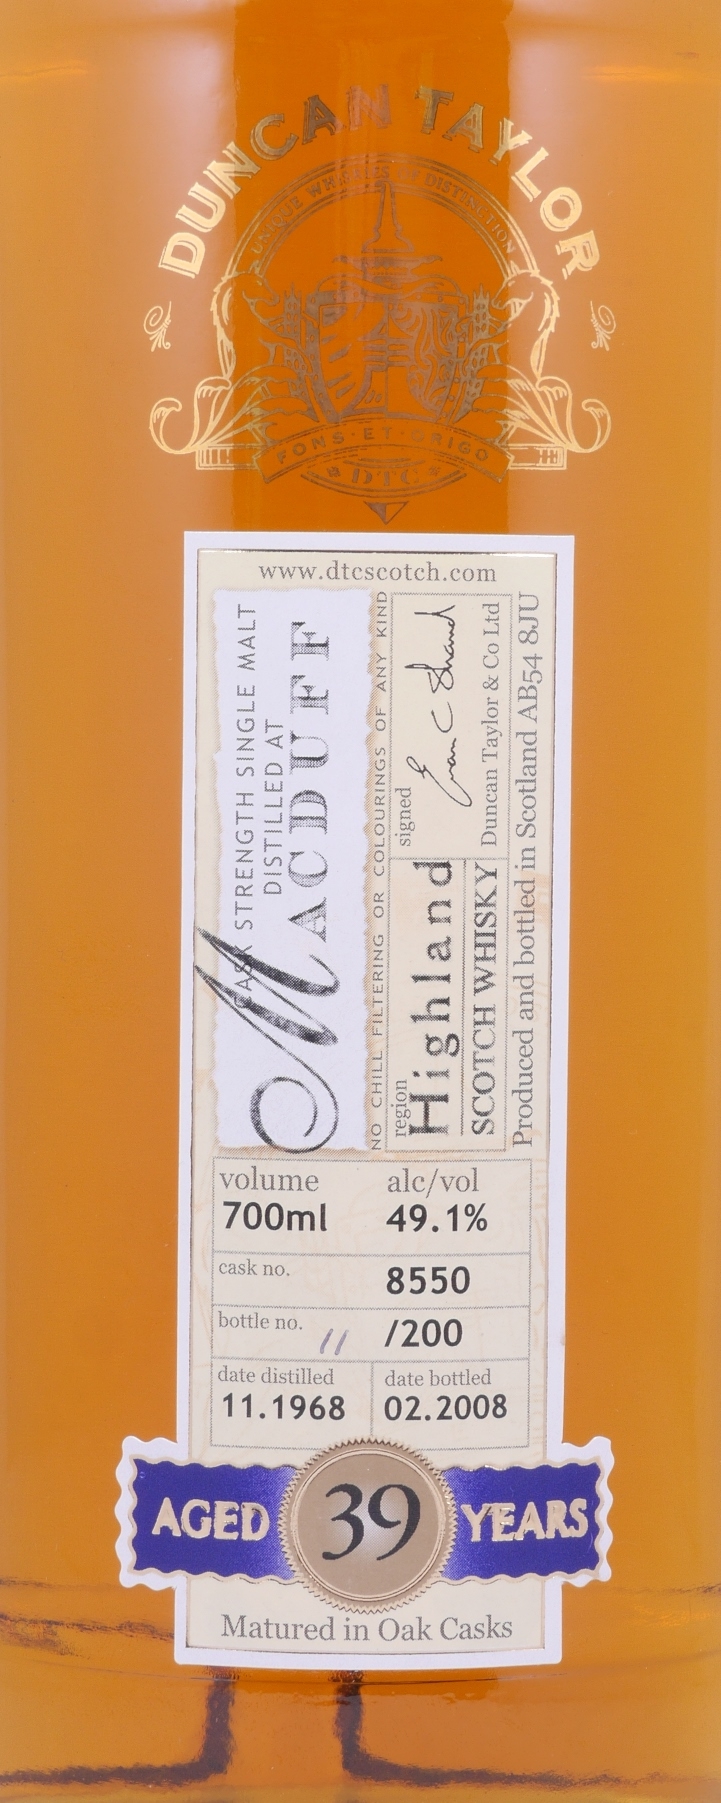 DUNCAN TAYLOR
UNIQUE WHISKIES OF DISTINCTION
FONS·ET·ORIGO
DTC
www.dtcscotch.com
CASK STRENGTH SINGLE MALT
DISTILLED AT
MACDUFF
NO CHILL FILTERING OR COLOURINGS OF ANY KIND
region
Highland
SCOTCH WHISKY
signed
Euan C Shand
Duncan Taylor & Co Ltd
Produced and bottled in Scotland AB54 8JU
volume
700ml
alc/vol
49.1%
cask no.
8550
bottle no. 11 /200
date distilled
11.1968
date bottled
02.2008
AGED 39 YEARS
Matured in Oak Casks